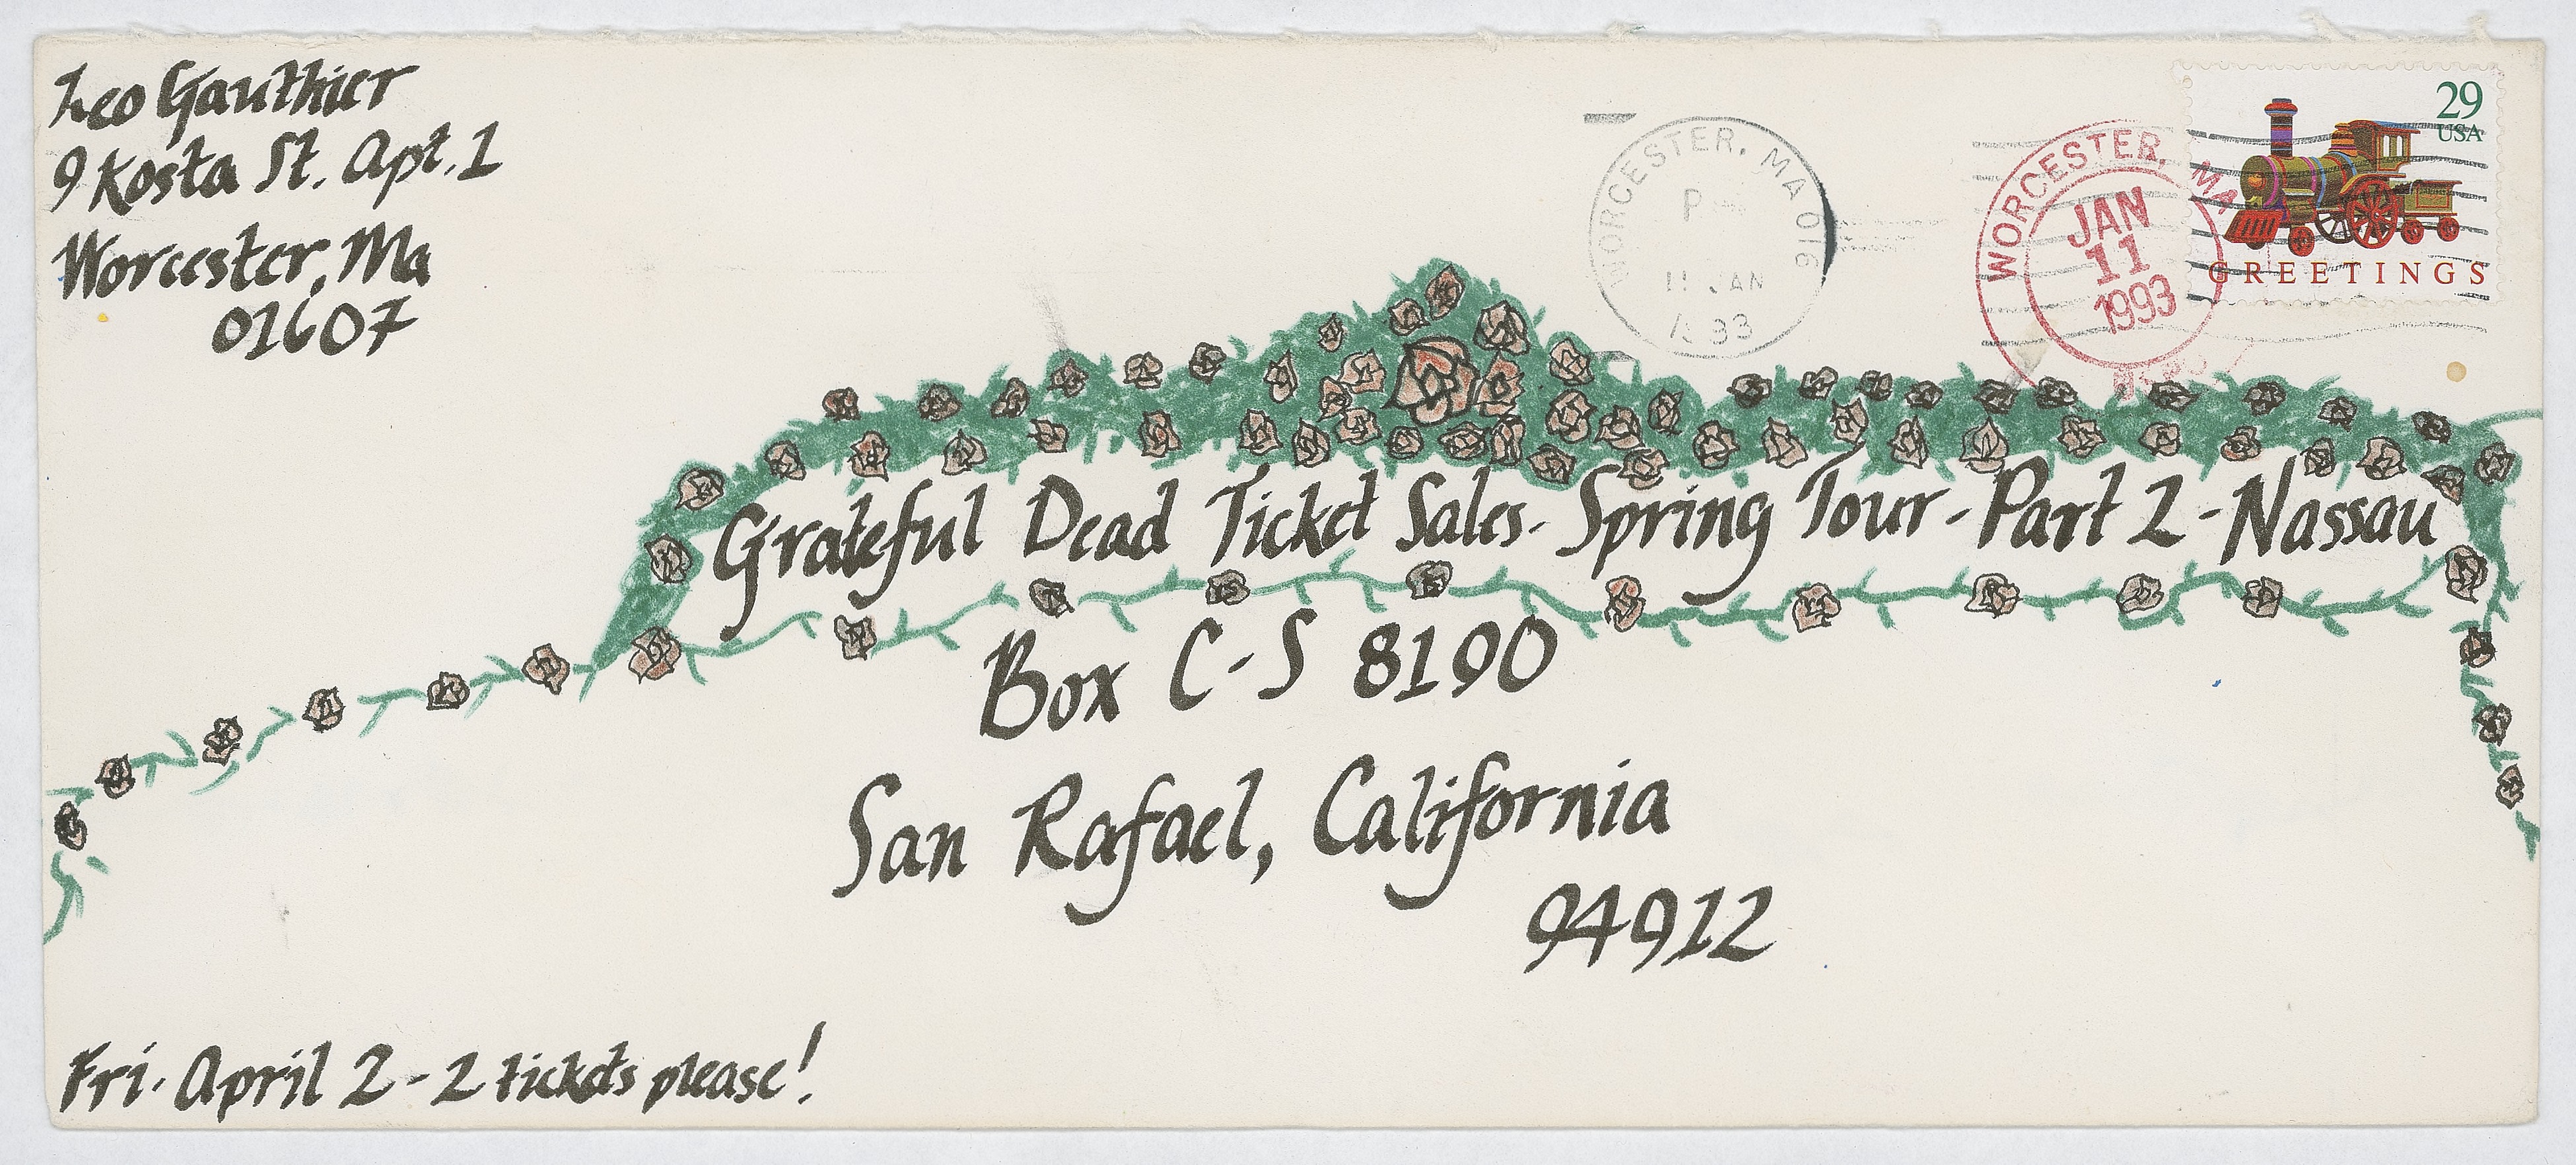 Leo Gauthier
9 Kosta St. Apt. 1
Worcester, Ma
01607
WORCESTER, MA 016
P
11 JAN
1993
WORCESTER, MA
JAN
11
1993
29
USA
GREETINGS
Grateful Dead Ticket Sales - Spring Tour - Part 2 - Nassau
Box C-S 8190
San Rafael, California
94912
Fri. April 2 - 2 tickets please!